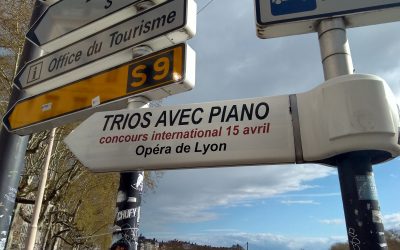 Office du Tourisme
i
S9
TRIOS AVEC PIANO
concours international 15 avril
Opéra de Lyon